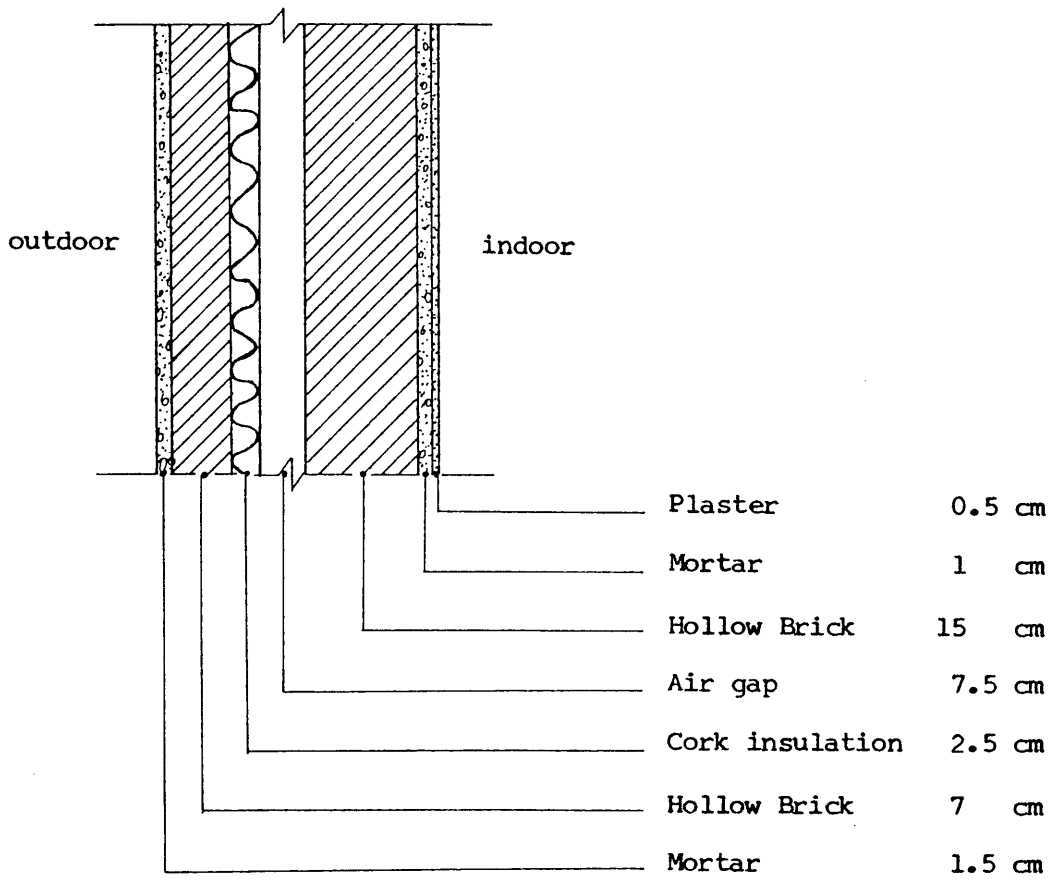 outdoor
indoor
Plaster 0.5 cm
Mortar 1 cm
Hollow Brick 15 cm
Air gap 7.5 cm
Cork insulation 2.5 cm
Hollow Brick 7 cm
Mortar 1.5 cm